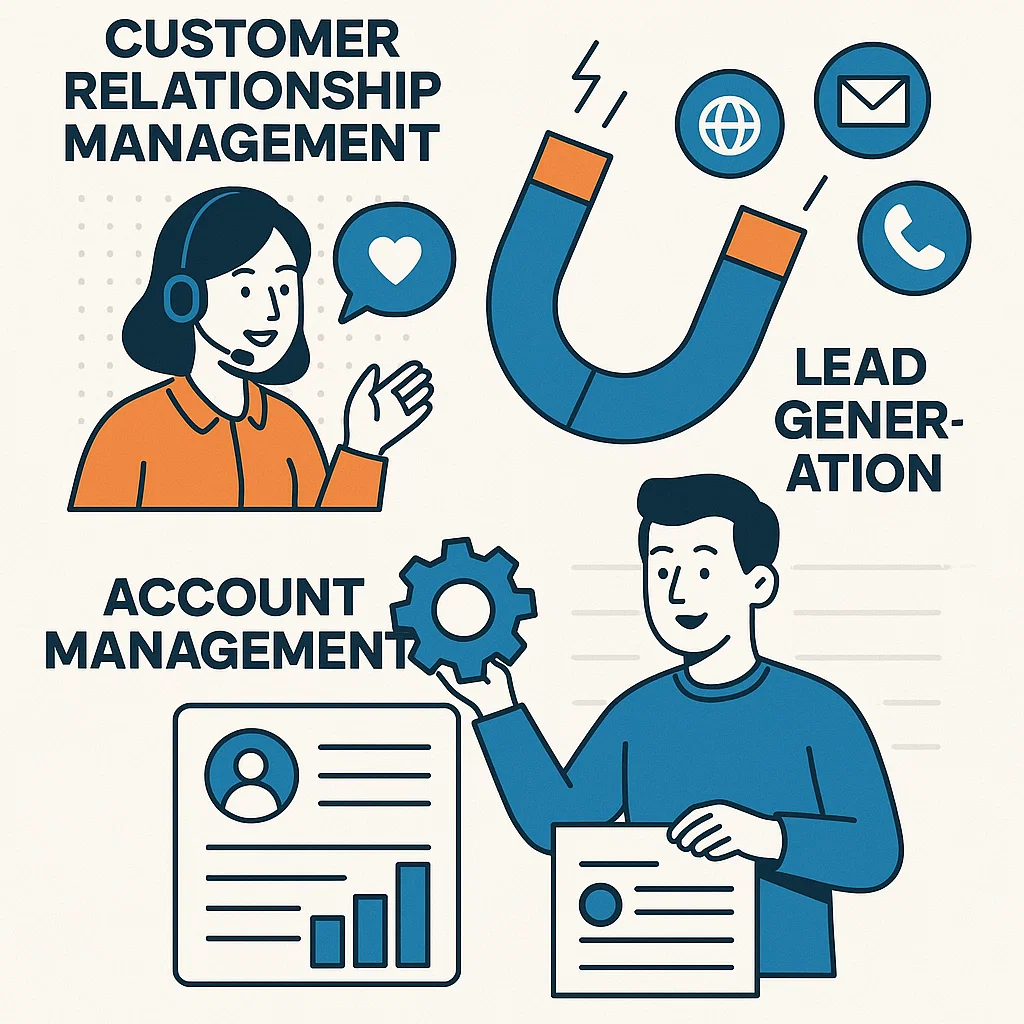 CUSTOMER
RELATIONSHIP
MANAGEMENT
LEAD
GENER-
ATION
ACCOUNT
MANAGEMENT